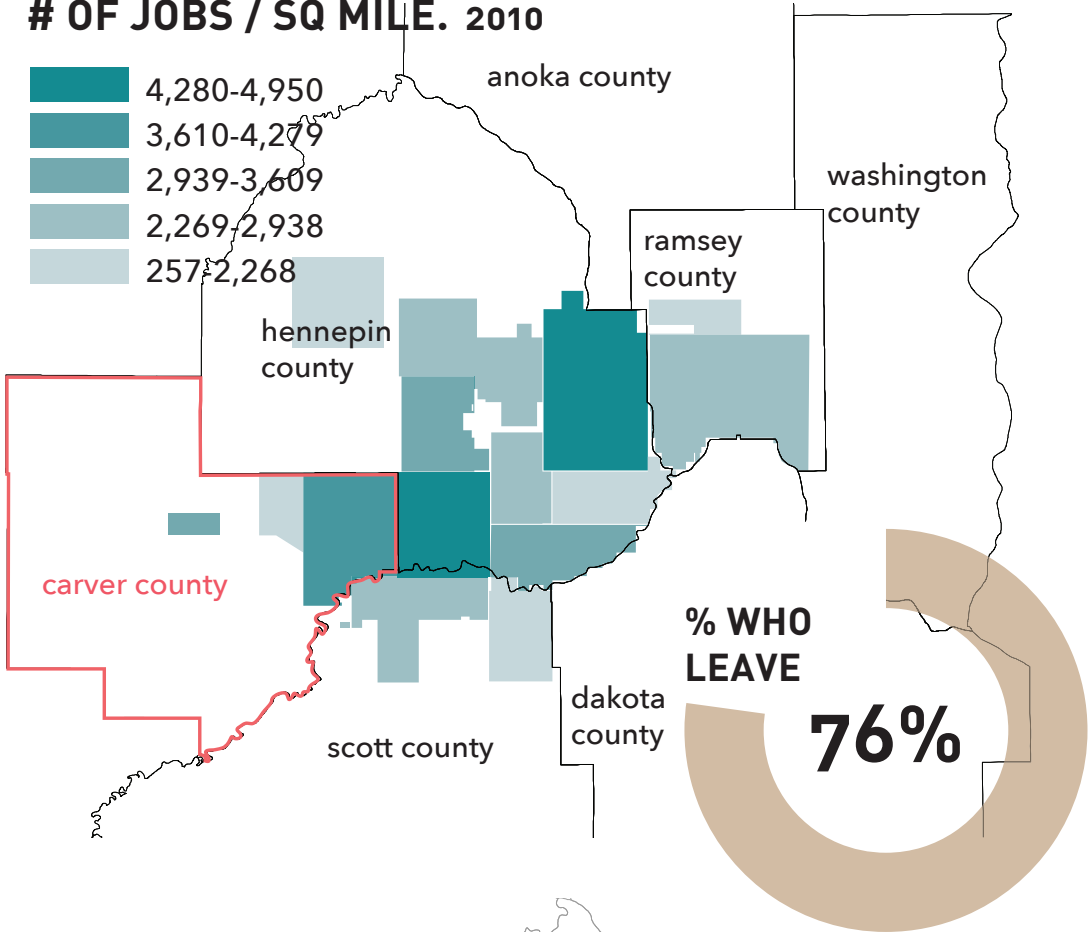 # OF JOBS / SQ MILE. 2010
4,280-4,950
3,610-4,279
2,939-3,609
2,269-2,938
257-2,268
anoka county
washington
county
ramsey
county
hennepin
county
carver county
% WHO
LEAVE
76%
dakota
county
scott county